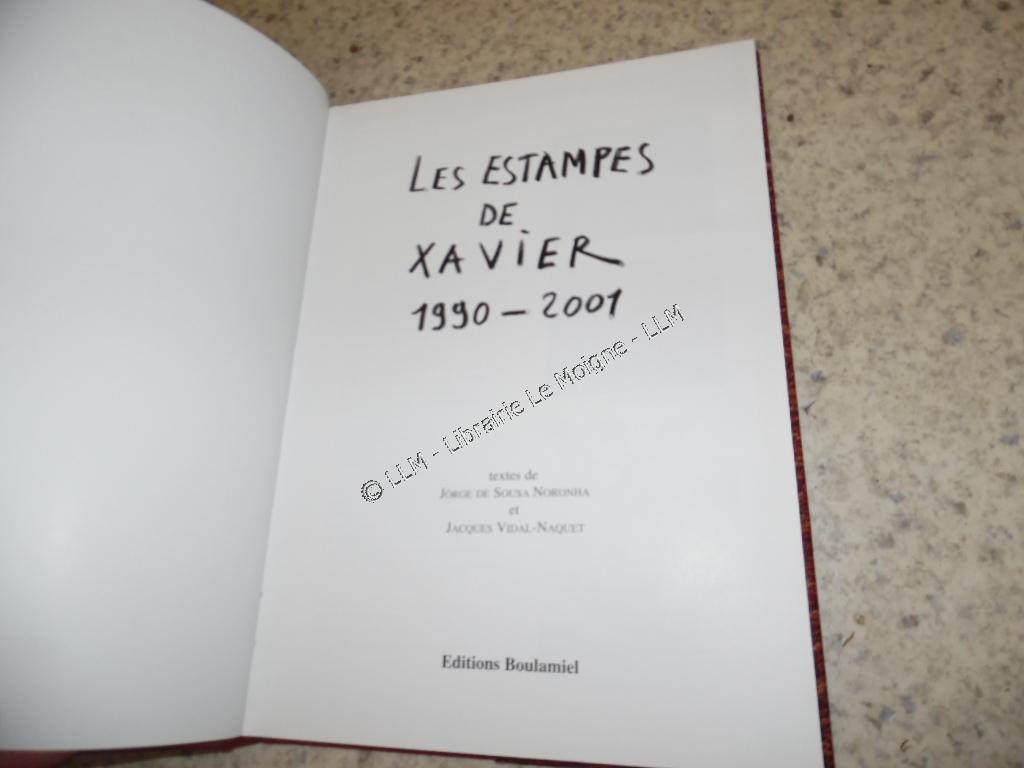 LES ESTAMPES
DE
XAVIER
1990 - 2001
© LLM - Librairie Le Moigne - LLM
textes de
JORGE DE SOUSA NORONHA
et
JACQUES VIDAL-NAQUET
Editions Boulamiel